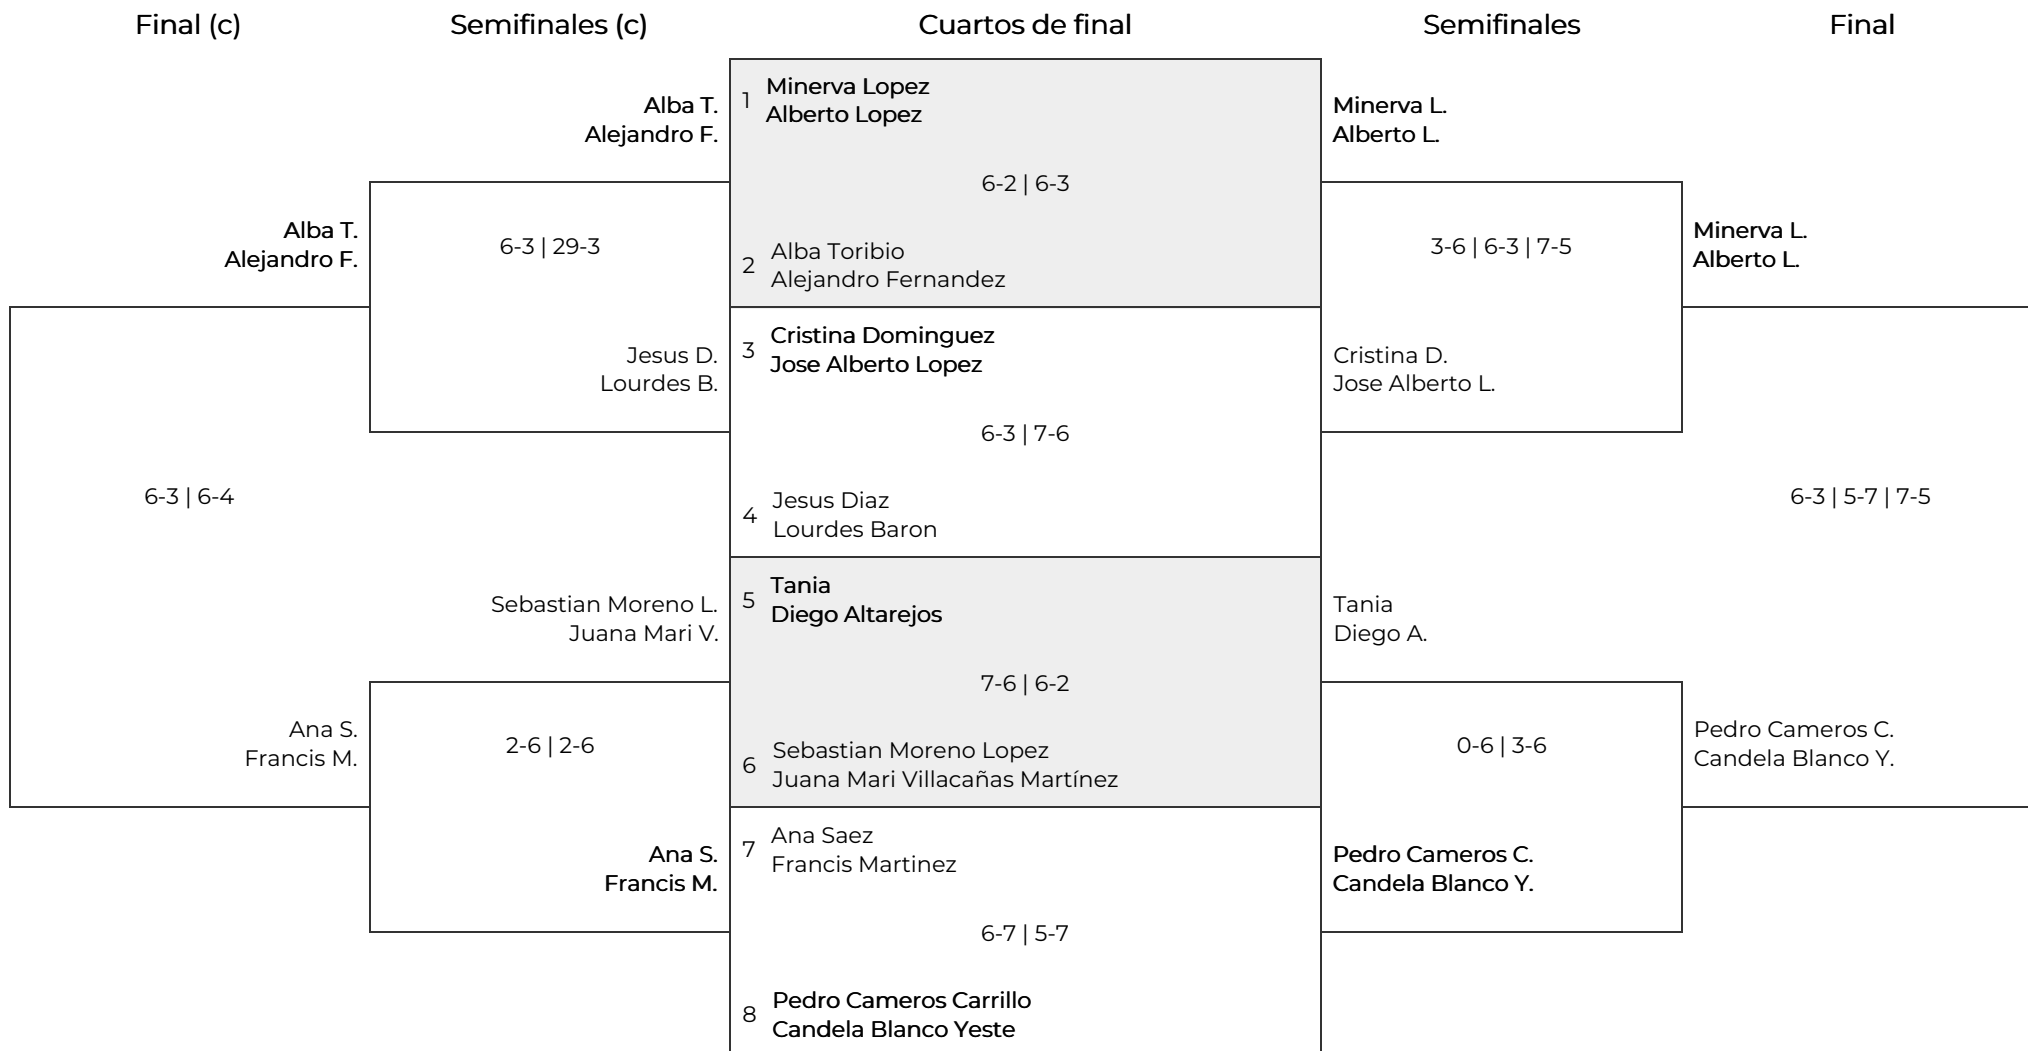 Final (c)
Semifinales (c)
Cuartos de final
Semifinales
Final
Alba T.
Alejandro F.
6-3 | 6-4
Ana S.
Francis M.
Alba T.
Alejandro F.
6-3 | 29-3
Jesus D.
Lourdes B.
Sebastian Moreno L.
Juana Mari V.
2-6 | 2-6
Ana S.
Francis M.
1
Minerva Lopez
Alberto Lopez
6-2 | 6-3
2
Alba Toribio
Alejandro Fernandez
3
Cristina Dominguez
Jose Alberto Lopez
6-3 | 7-6
4
Jesus Diaz
Lourdes Baron
5
Tania
Diego Altarejos
7-6 | 6-2
6
Sebastian Moreno Lopez
Juana Mari Villacañas Martínez
7
Ana Saez
Francis Martinez
6-7 | 5-7
8
Pedro Cameros Carrillo
Candela Blanco Yeste
Minerva L.
Alberto L.
3-6 | 6-3 | 7-5
Cristina D.
Jose Alberto L.
Tania
Diego A.
0-6 | 3-6
Pedro Cameros C.
Candela Blanco Y.
Minerva L.
Alberto L.
6-3 | 5-7 | 7-5
Pedro Cameros C.
Candela Blanco Y.